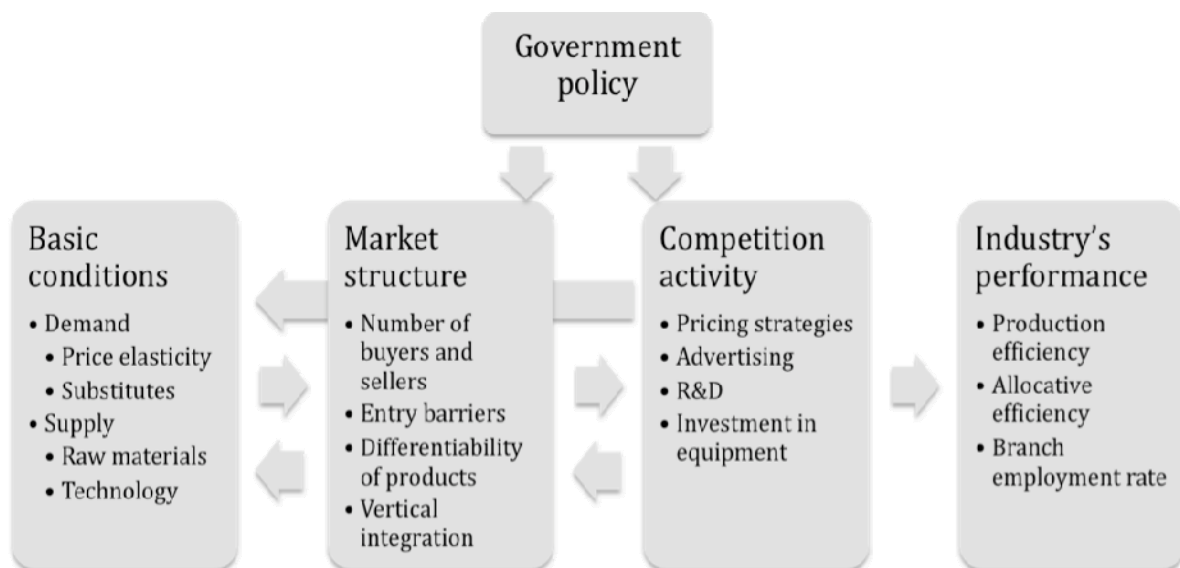 Government
policy
Basic
conditions
• Demand
• Price elasticity
• Substitutes
• Supply
• Raw materials
• Technology
Market
structure
• Number of
buyers and
sellers
• Entry barriers
• Differentiability
of products
• Vertical
integration
Competition
activity
• Pricing strategies
• Advertising
• R&D
• Investment in
equipment
Industry's
performance
• Production
efficiency
• Allocative
efficiency
• Branch
employment rate